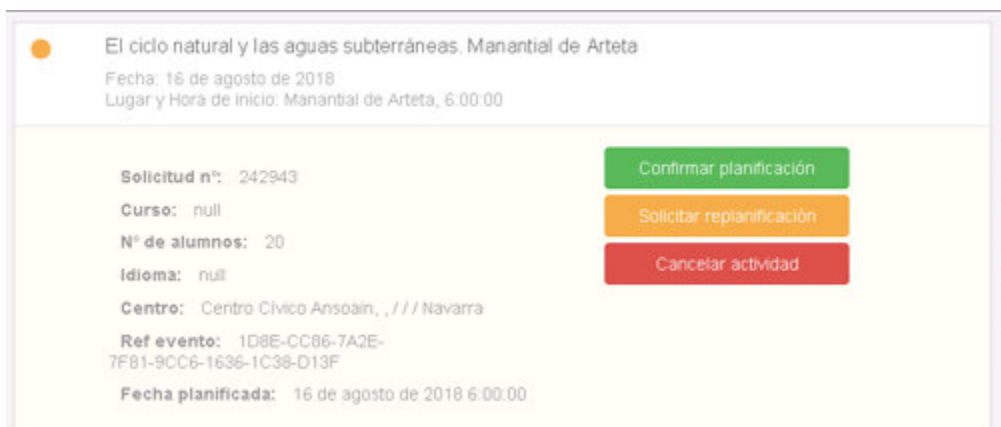 El ciclo natural y las aguas subterráneas. Manantial de Arteta
Fecha: 16 de agosto de 2018
Lugar y Hora de inicio: Manantial de Arteta, 6:00:00
Solicitud nº: 242943
Confirmar planificación
Curso: null
Solicitar replanificación
Nº de alumnos: 20
Cancelar actividad
Idioma: null
Centro: Centro Cívico Ansoain, , / / / Navarra
Ref evento: 1D8E-CC86-7A2E-
7F81-9CC6-1636-1C38-D13F
Fecha planificada: 16 de agosto de 2018 6:00:00